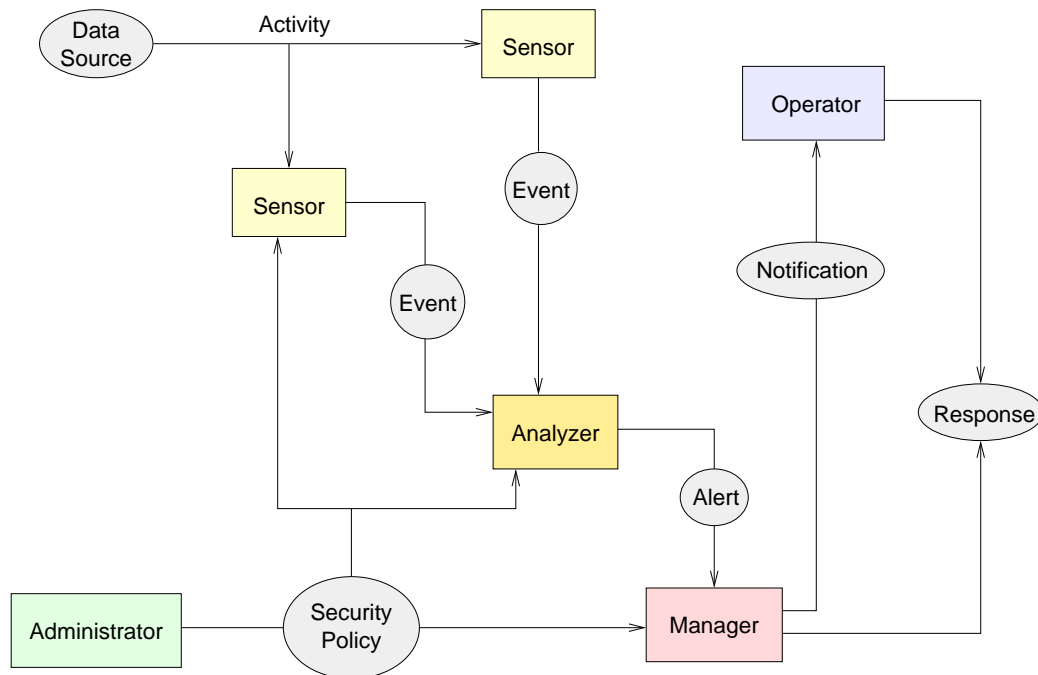 Data
Source
Activity
Sensor
Operator
Event
Sensor
Notification
Event
Response
Analyzer
Alert
Security
Policy
Administrator
Manager